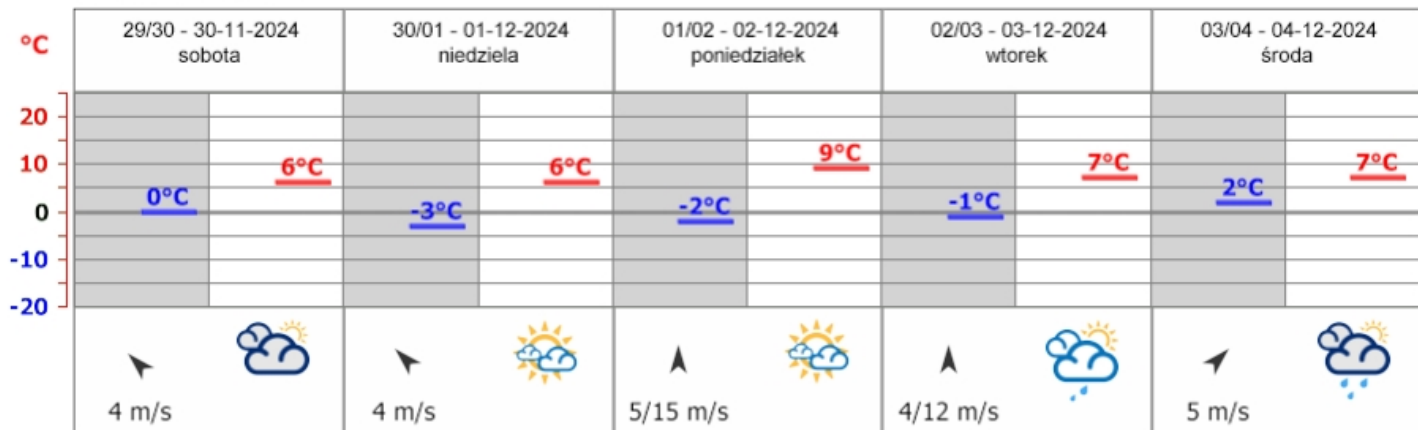 °C
29/30 - 30-11-2024
sobota
30/01 - 01-12-2024
niedziela
01/02 - 02-12-2024
poniedziałek
02/03 - 03-12-2024
wtorek
03/04 - 04-12-2024
środa
20
10
0
-10
-20
0°C
6°C
-3°C
6°C
-2°C
9°C
-1°C
7°C
2°C
7°C
4 m/s
4 m/s
5/15 m/s
4/12 m/s
5 m/s